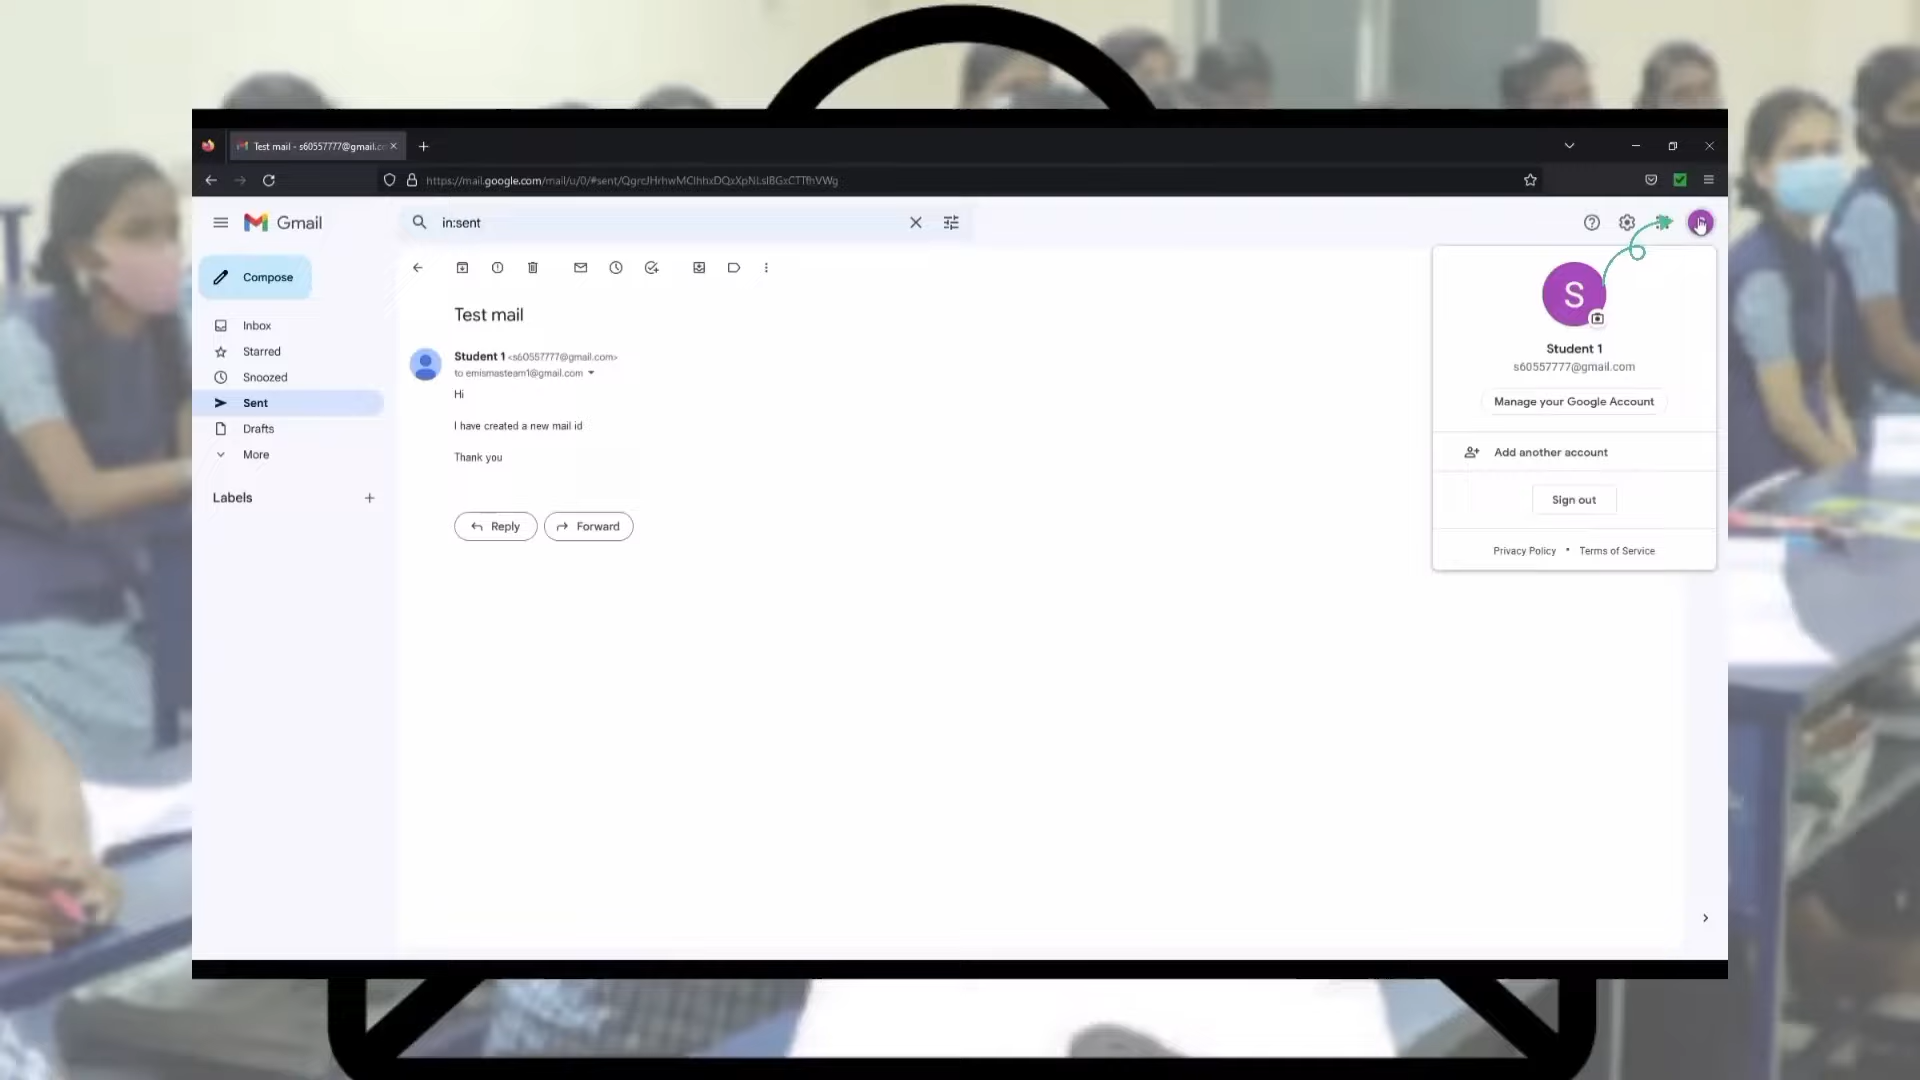 Test mail - s60557777@gmail.co
https://mail.google.com/mail/u/0/#sent/
Gmail
in:sent
Compose
Inbox
Starred
Snoozed
Sent
Drafts
More
Labels
Test mail
Student 1 <s60557777@gmail.com>
to emismasteam1@gmail.com
Hi
I have created a new mail id
Thank you
Reply
Forward
S
Student 1
s60557777@gmail.com
Manage your Google Account
Add another account
Sign out
Privacy Policy • Terms of Service